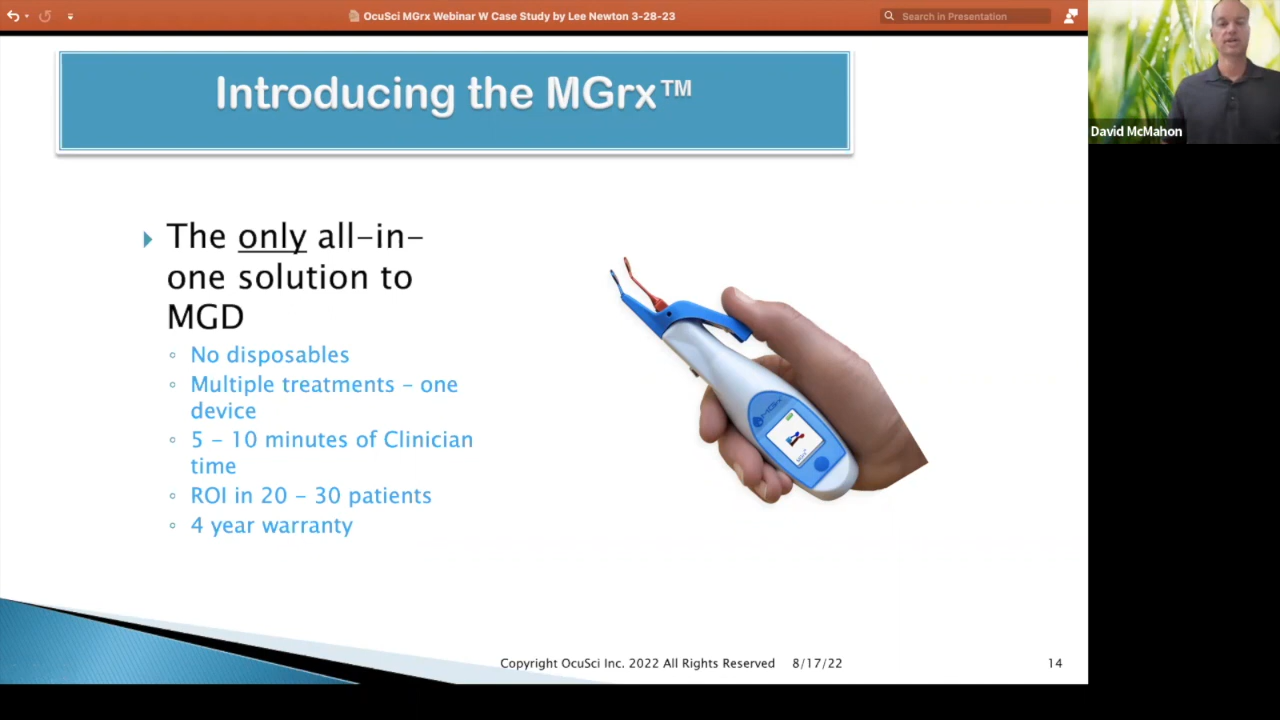 OcuSci MGrx Webinar W Case Study by Lee Newton 3-28-23
Search in Presentation
David McMahon
Introducing the MGrx™
The only all-in-
one solution to
MGD
No disposables
Multiple treatments – one
device
5 – 10 minutes of Clinician
time
ROI in 20 – 30 patients
4 year warranty
MGrx
Copyright OcuSci Inc. 2022 All Rights Reserved 8/17/22 14